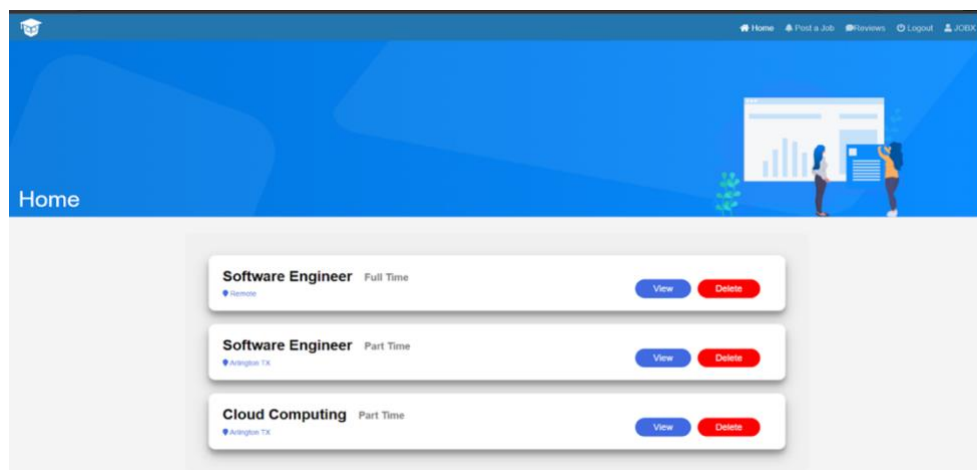 Home Post a Job Reviews Logout JOBX
Home
Software Engineer Full Time
Remote
View Delete
Software Engineer Part Time
Arlington TX
View Delete
Cloud Computing Part Time
Arlington TX
View Delete